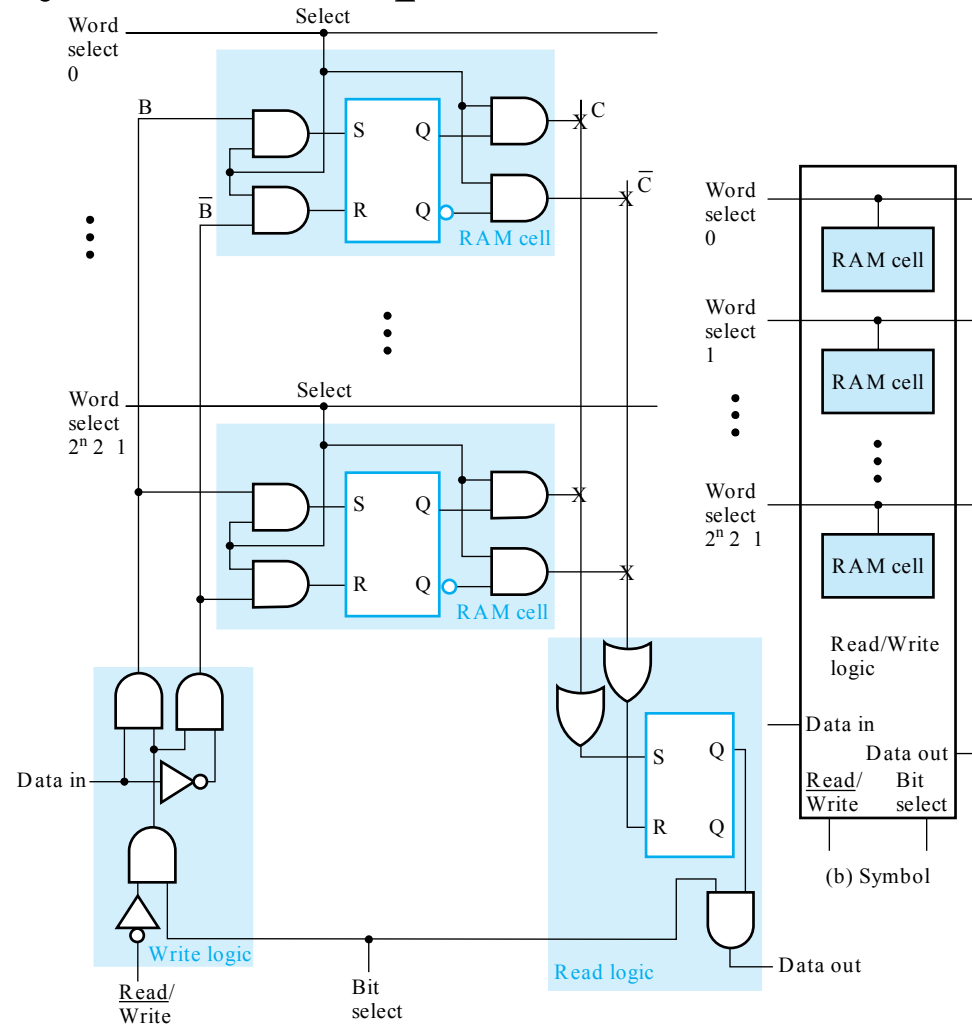 Select
Word
select
0
B
S
Q
C
B̅
R
Q
RAM cell
C̅
Select
Word
select
2ⁿ 2 1
S
Q
R
Q
RAM cell
Data in
Write logic
Read/
Write
Bit
select
S
Q
R
Q
Read logic
Data out
Word
select
0
RAM cell
Word
select
1
RAM cell
Word
select
2ⁿ 2 1
RAM cell
Read/Write
logic
Data in
Data out
Read/
Write
Bit
select
(b) Symbol